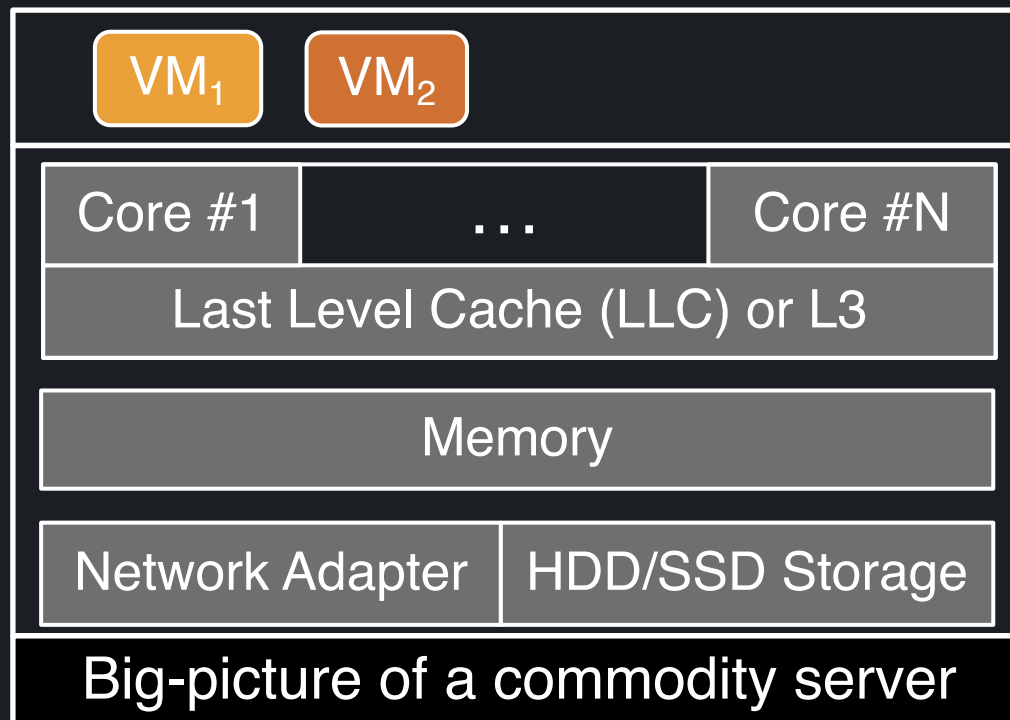 VM₁ VM₂
Core #1 ... Core #N
Last Level Cache (LLC) or L3
Memory
Network Adapter HDD/SSD Storage
Big-picture of a commodity server